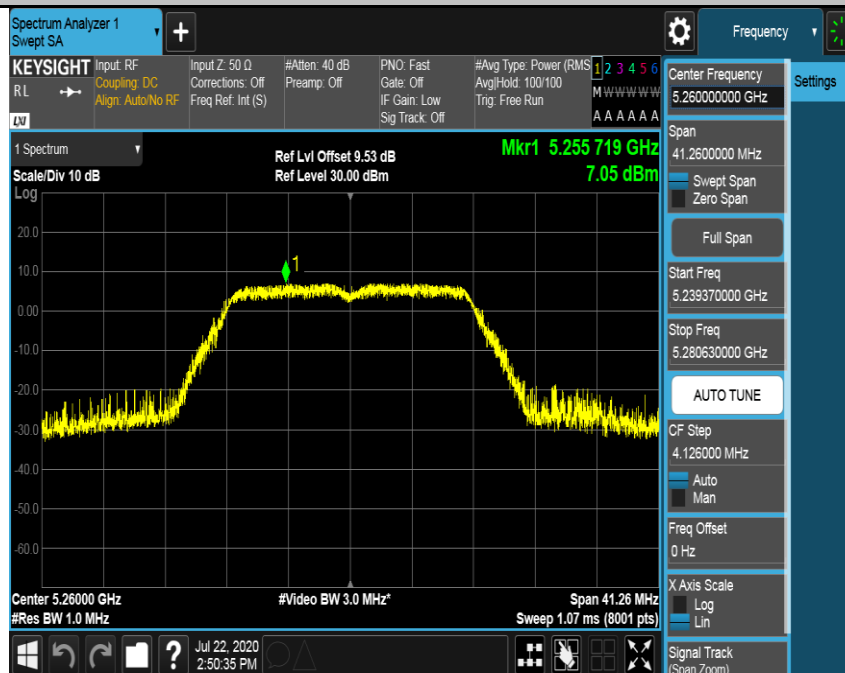 Spectrum Analyzer 1
Swept SA
+
Frequency
KEYSIGHT
RL
LXI
Input: RF
Coupling: DC
Align: Auto/No RF
Input Z: 50 Ω
Corrections: Off
Freq Ref: Int (S)
#Atten: 40 dB
Preamp: Off
PNO: Fast
Gate: Off
IF Gain: Low
Sig Track: Off
#Avg Type: Power (RMS
Avg|Hold: 100/100
Trig: Free Run
1 2 3 4 5 6
M W W W W W
A A A A A A
Settings
1 Spectrum
Scale/Div 10 dB
Ref Lvl Offset 9.53 dB
Ref Level 30.00 dBm
Mkr1 5.255 719 GHz
7.05 dBm
Log
20.0
10.0
0.00
-10.0
-20.0
-30.0
-40.0
-50.0
-60.0
1
Center 5.26000 GHz
#Res BW 1.0 MHz
#Video BW 3.0 MHz*
Span 41.26 MHz
Sweep 1.07 ms (8001 pts)
Center Frequency
5.260000000 GHz
Span
41.2600000 MHz
Swept Span
Zero Span
Full Span
Start Freq
5.239370000 GHz
Stop Freq
5.280630000 GHz
AUTO TUNE
CF Step
4.126000 MHz
Auto
Man
Freq Offset
0 Hz
X Axis Scale
Log
Lin
Signal Track
(Span Zoom)
?
Jul 22, 2020
2:50:35 PM